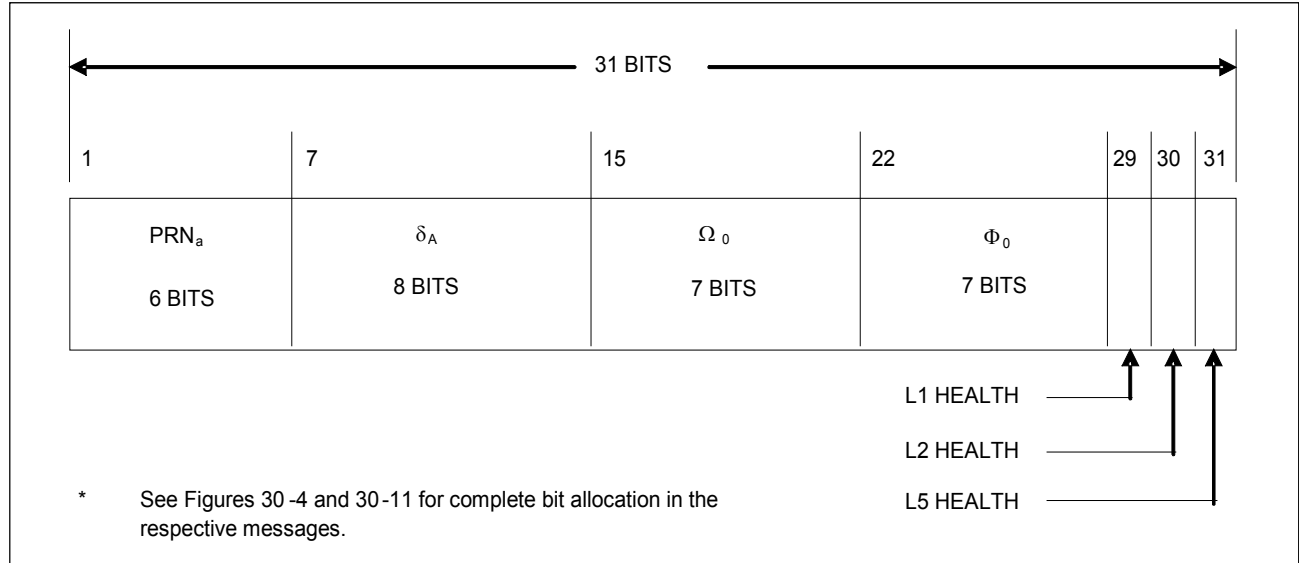 31 BITS
1 7 15 22 29 30 31
PRNa δA Ω 0 Φ0
6 BITS 8 BITS 7 BITS 7 BITS
L1 HEALTH
L2 HEALTH
L5 HEALTH
* See Figures 30 -4 and 30-11 for complete bit allocation in the
respective messages.